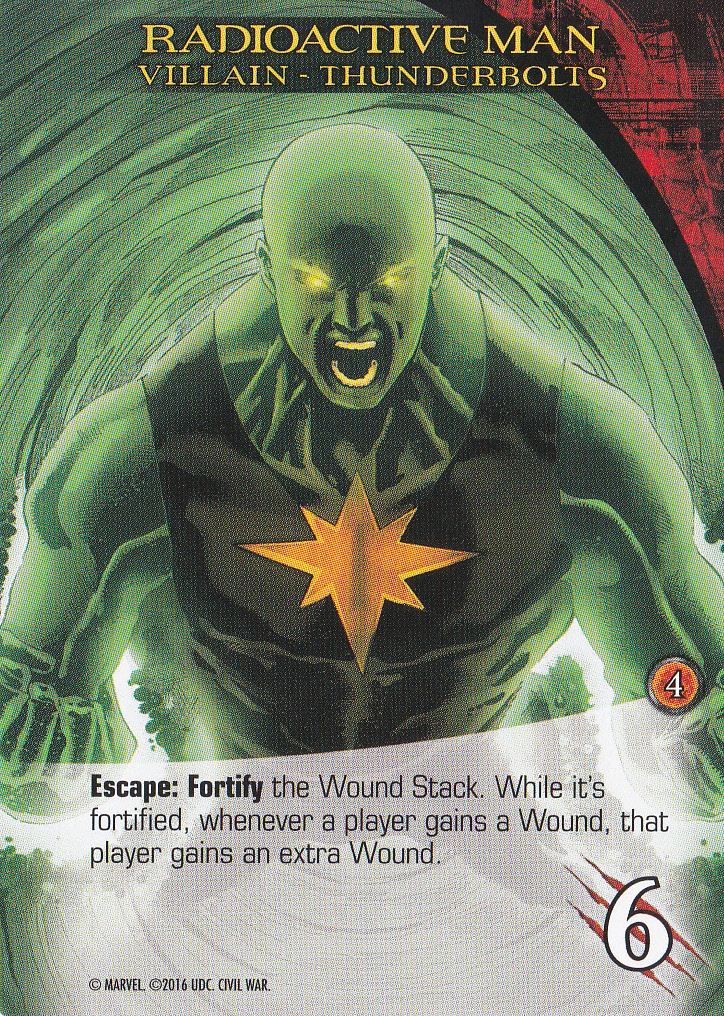 RADIOACTIVE MAN
VILLAIN - THUNDERBOLTS
4
Escape: Fortify the Wound Stack. While it's
fortified, whenever a player gains a Wound, that
player gains an extra Wound.
6
© MARVEL. ©2016 UDC. CIVIL WAR.